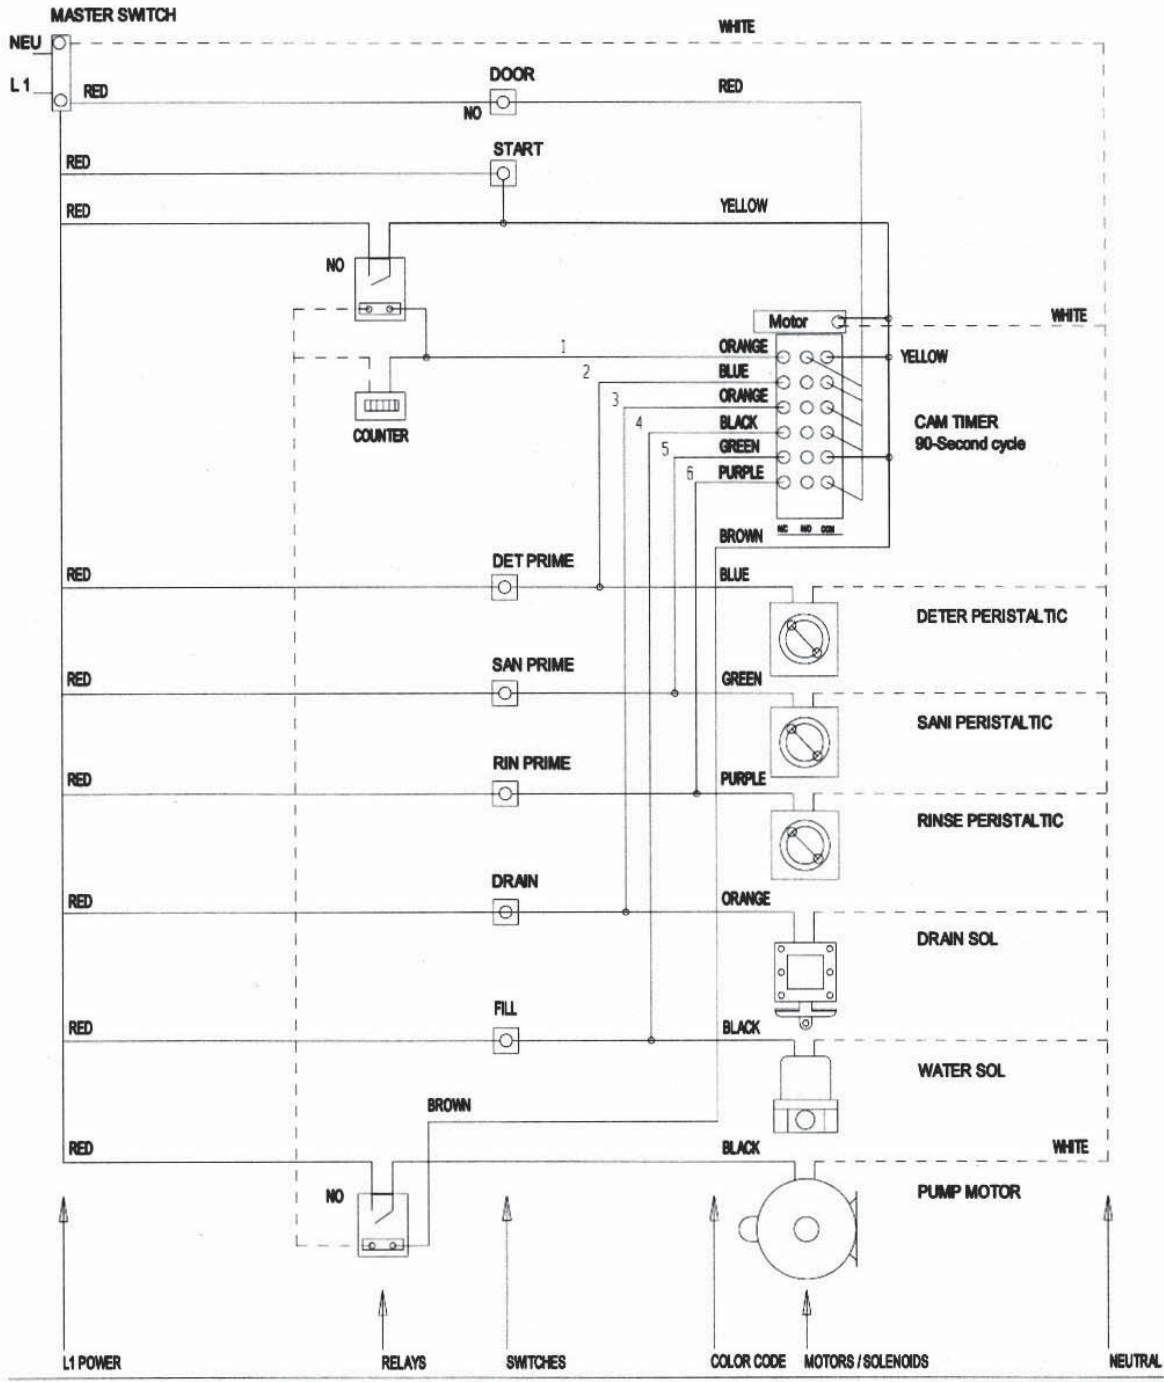 MASTER SWITCH
NEU
WHITE
L 1
RED
DOOR
NO
RED
START
RED
RED
YELLOW
NO
Motor
WHITE
1
ORANGE
YELLOW
2
BLUE
3
ORANGE
4
BLACK
CAM TIMER
90-Second cycle
COUNTER
5
GREEN
6
PURPLE
N/C N/O COM
BROWN
RED
DET PRIME
BLUE
DETER PERISTALTIC
RED
SAN PRIME
GREEN
SANI PERISTALTIC
RED
RIN PRIME
PURPLE
RINSE PERISTALTIC
RED
DRAIN
ORANGE
DRAIN SOL
RED
FILL
BLACK
WATER SOL
BROWN
RED
BLACK
WHITE
NO
PUMP MOTOR
L1 POWER
RELAYS
SWITCHES
COLOR CODE
MOTORS / SOLENOIDS
NEUTRAL